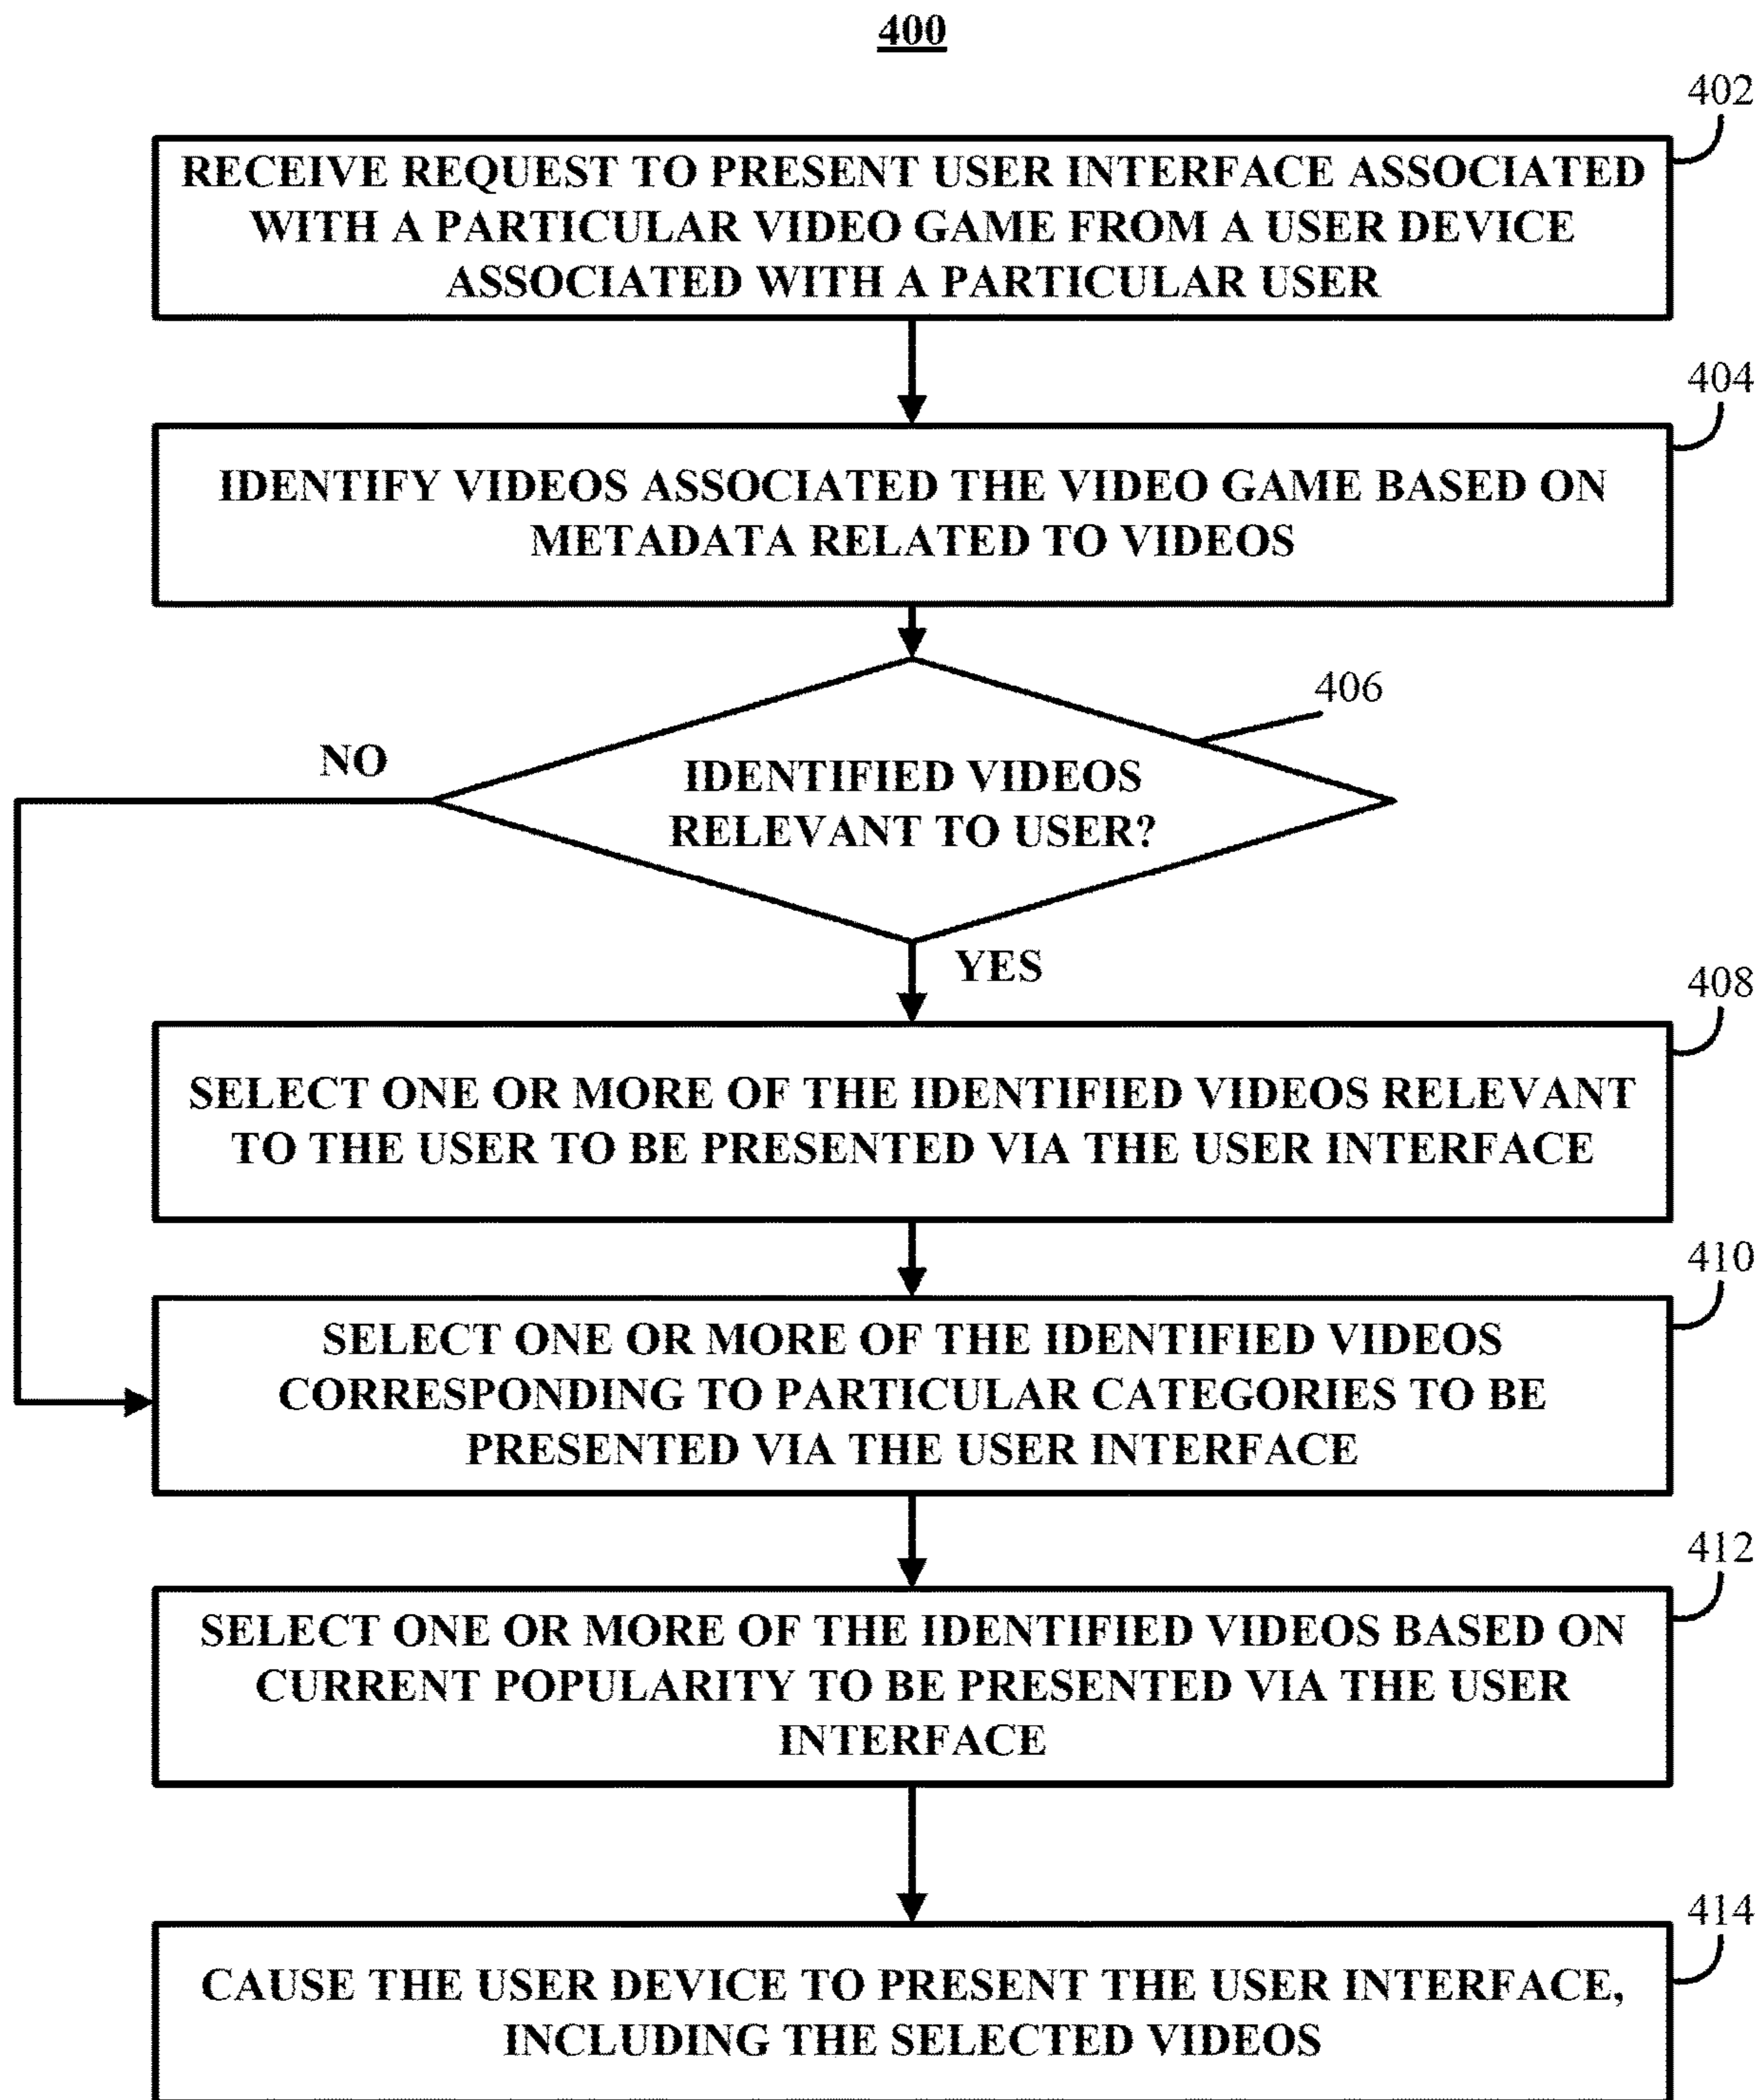 400
402
RECEIVE REQUEST TO PRESENT USER INTERFACE ASSOCIATED
WITH A PARTICULAR VIDEO GAME FROM A USER DEVICE
ASSOCIATED WITH A PARTICULAR USER
404
IDENTIFY VIDEOS ASSOCIATED THE VIDEO GAME BASED ON
METADATA RELATED TO VIDEOS
406
NO
IDENTIFIED VIDEOS
RELEVANT TO USER?
YES
408
SELECT ONE OR MORE OF THE IDENTIFIED VIDEOS RELEVANT
TO THE USER TO BE PRESENTED VIA THE USER INTERFACE
410
SELECT ONE OR MORE OF THE IDENTIFIED VIDEOS
CORRESPONDING TO PARTICULAR CATEGORIES TO BE
PRESENTED VIA THE USER INTERFACE
412
SELECT ONE OR MORE OF THE IDENTIFIED VIDEOS BASED ON
CURRENT POPULARITY TO BE PRESENTED VIA THE USER
INTERFACE
414
CAUSE THE USER DEVICE TO PRESENT THE USER INTERFACE,
INCLUDING THE SELECTED VIDEOS